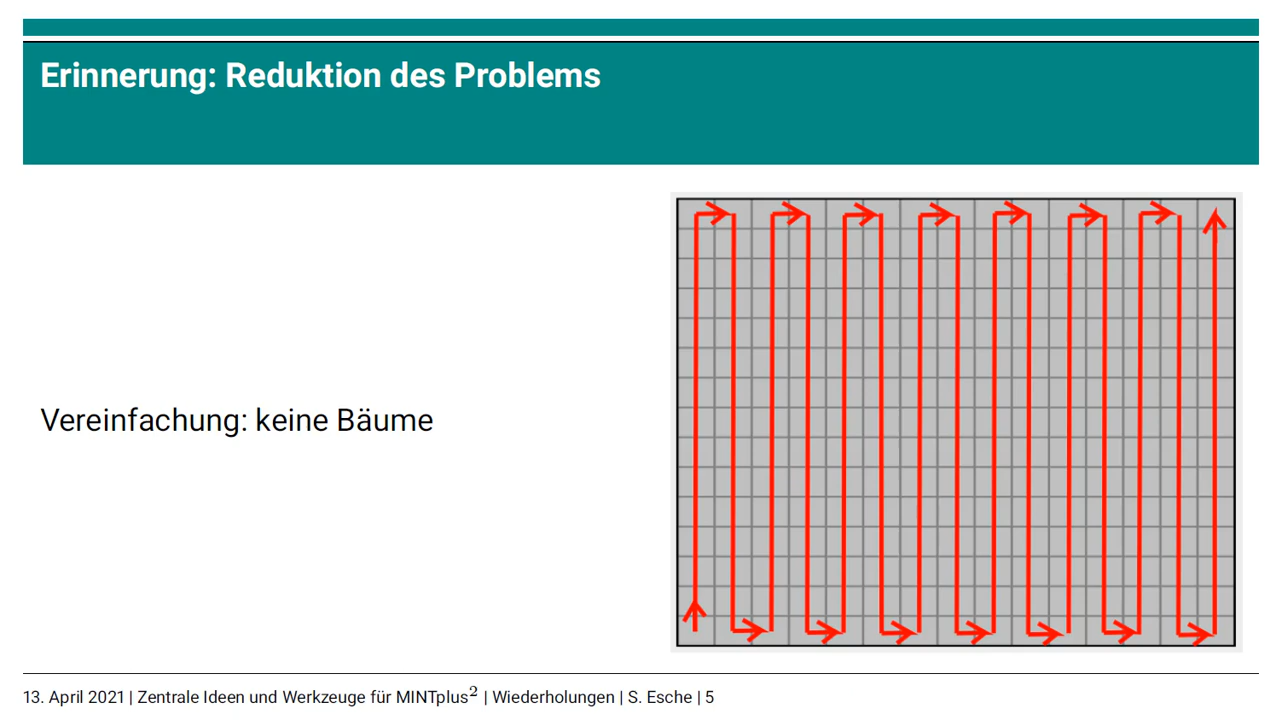 Erinnerung: Reduktion des Problems
Vereinfachung: keine Bäume
13. April 2021 | Zentrale Ideen und Werkzeuge für MINTplus² | Wiederholungen | S. Esche | 5